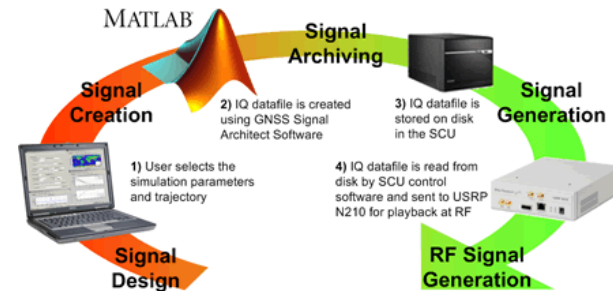 MATLAB
Signal
Archiving
Signal
Creation
Signal
Generation
2) IQ datafile is created
using GNSS Signal
Architect Software
3) IQ datafile is
stored on disk
in the SCU
1) User selects the
simulation parameters
and trajectory
4) IQ datafile is read from
disk by SCU control
software and sent to USRP
N210 for playback at RF
Signal
Design
RF Signal
Generation